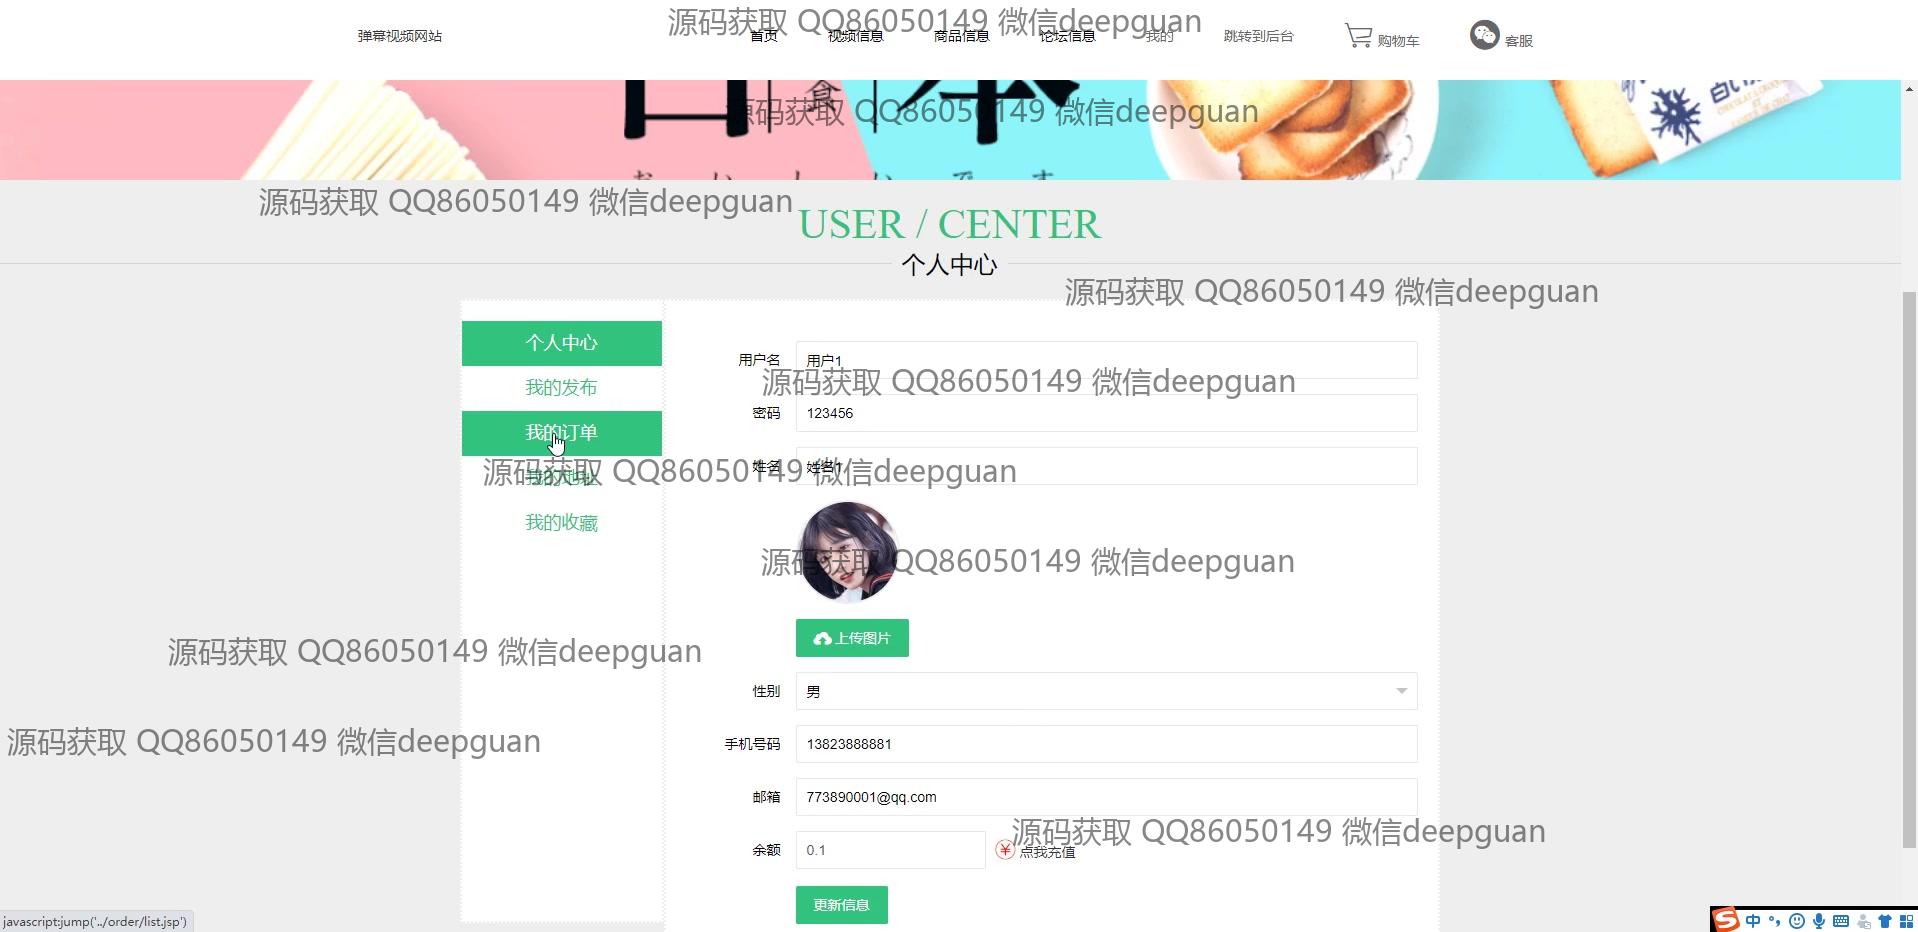 源码获取 QQ86050149 微信deepguan
弹幕视频网站 首页 视频信息 商品信息 论坛信息 我的 跳转到后台 购物车 客服
源码获取 QQ86050149 微信deepguan
源码获取 QQ86050149 微信deepguan
USER / CENTER
个人中心
源码获取 QQ86050149 微信deepguan
个人中心
我的发布
我的订单
我的地址
我的收藏
用户名 用户1
源码获取 QQ86050149 微信deepguan
密码 123456
姓名 姓名1
源码获取 QQ86050149 微信deepguan
源码获取 QQ86050149 微信deepguan
上传图片
源码获取 QQ86050149 微信deepguan
性别 男
手机号码 13823888881
源码获取 QQ86050149 微信deepguan
邮箱 773890001@qq.com
源码获取 QQ86050149 微信deepguan
余额 0.1 ¥ 点我充值
更新信息
javascript:jump('../order/list.jsp')
中